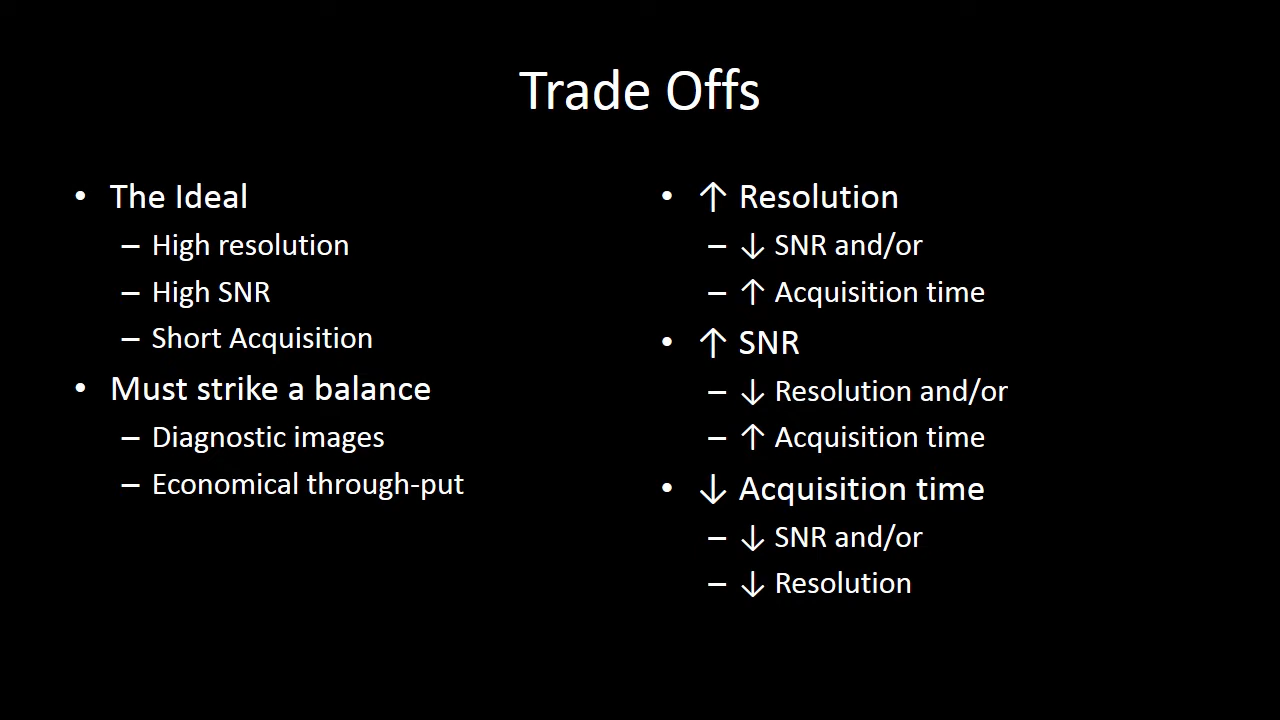 Trade Offs
• The Ideal
– High resolution
– High SNR
– Short Acquisition
• Must strike a balance
– Diagnostic images
– Economical through-put
• ↑ Resolution
– ↓ SNR and/or
– ↑ Acquisition time
• ↑ SNR
– ↓ Resolution and/or
– ↑ Acquisition time
• ↓ Acquisition time
– ↓ SNR and/or
– ↓ Resolution